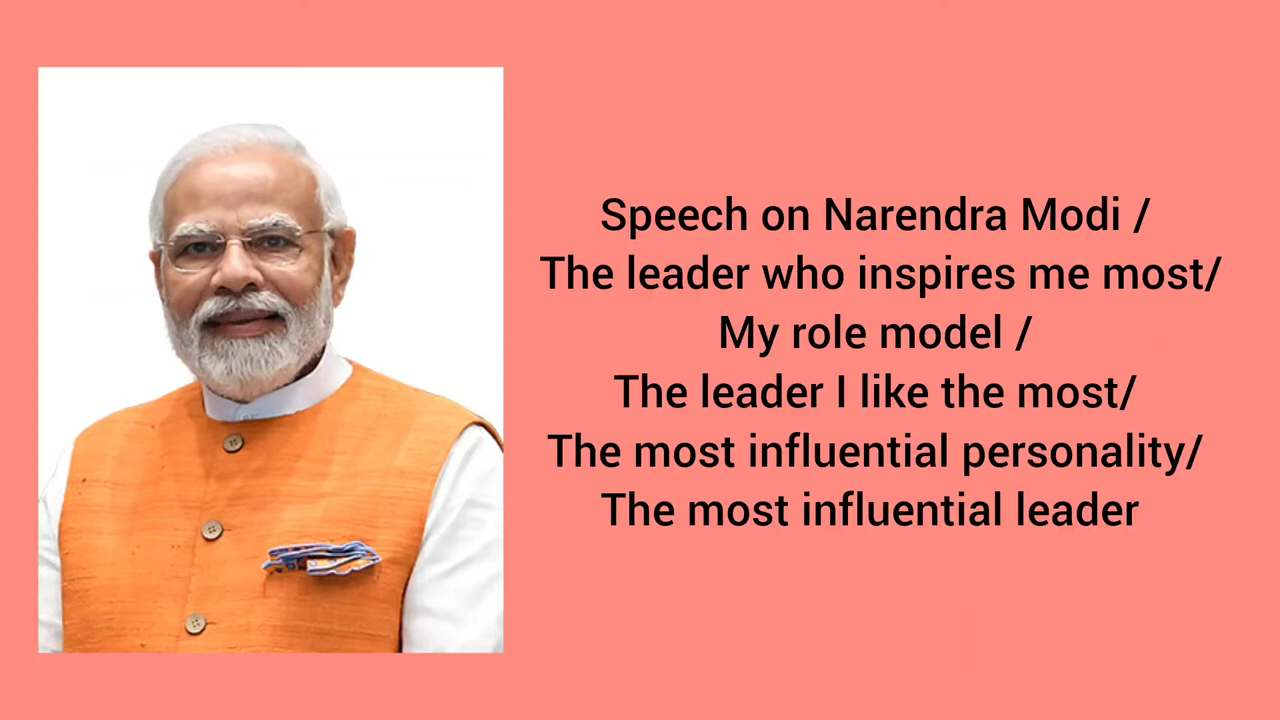 Speech on Narendra Modi /
The leader who inspires me most/
My role model /
The leader I like the most/
The most influential personality/
The most influential leader